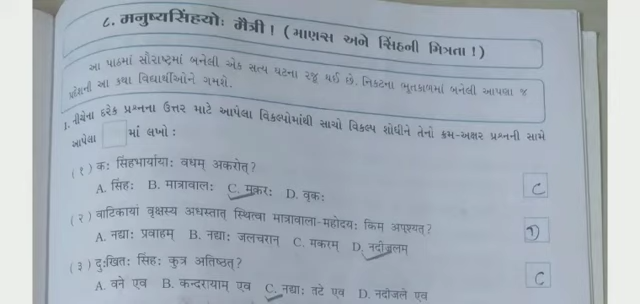 ૮. मनुष्यसिंहयोः मैत्री ! ( માણસ અને સિંહની મિત્રતા ! )
આ પાઠમાં સૌરાષ્ટ્રમાં બનેલી એક સત્ય ઘટના રજૂ થઈ છે. નિકટના ભૂતકાળમાં બનેલી આપણા જ
પ્રદેશની આ કથા વિદ્યાર્થીઓને ગમશે.
1. નીચેના દરેક પ્રશ્નના ઉત્તર માટે આપેલા વિકલ્પોમાંથી સાચો વિકલ્પ શોધીને તેનો ક્રમ-અક્ષર પ્રશ્નની સામે
આપેલા માં લખો :
( १ ) कः सिंहभार्यायाः वधम् अकरोत् ?
A. सिंहः B. मात्रावालः C. मकरः D. वृकः C
( २ ) वाटिकायां वृक्षस्य अधस्तात् स्थित्वा मात्रावाला-महोदयः किम् अपश्यत् ?
A. नद्याः प्रवाहम् B. नद्याः जलचरान् C. मकरम् D. नदीजलम् D
( ३ ) दुःखितः सिंहः कुत्र अतिष्ठत् ?
A. वने एव B. कन्दरायाम् एव C. नद्याः तटे एव D. नदीजले एव C